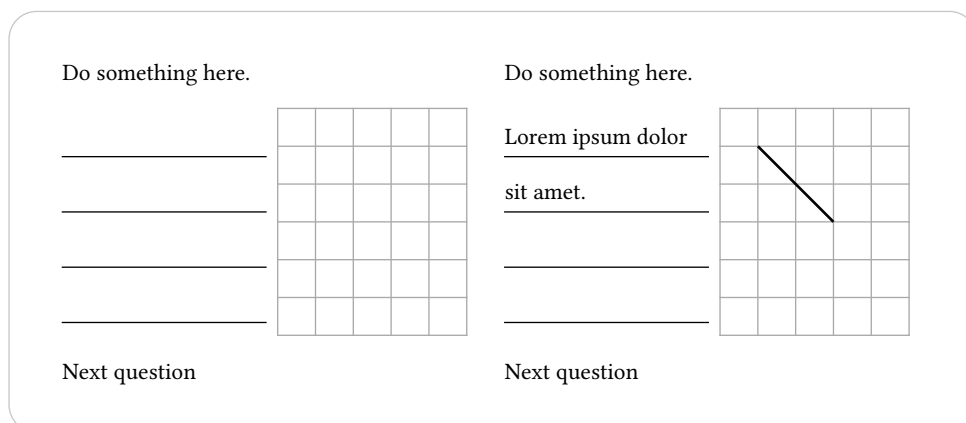 Do something here.
Next question
Do something here.
Lorem ipsum dolor
sit amet.
Next question